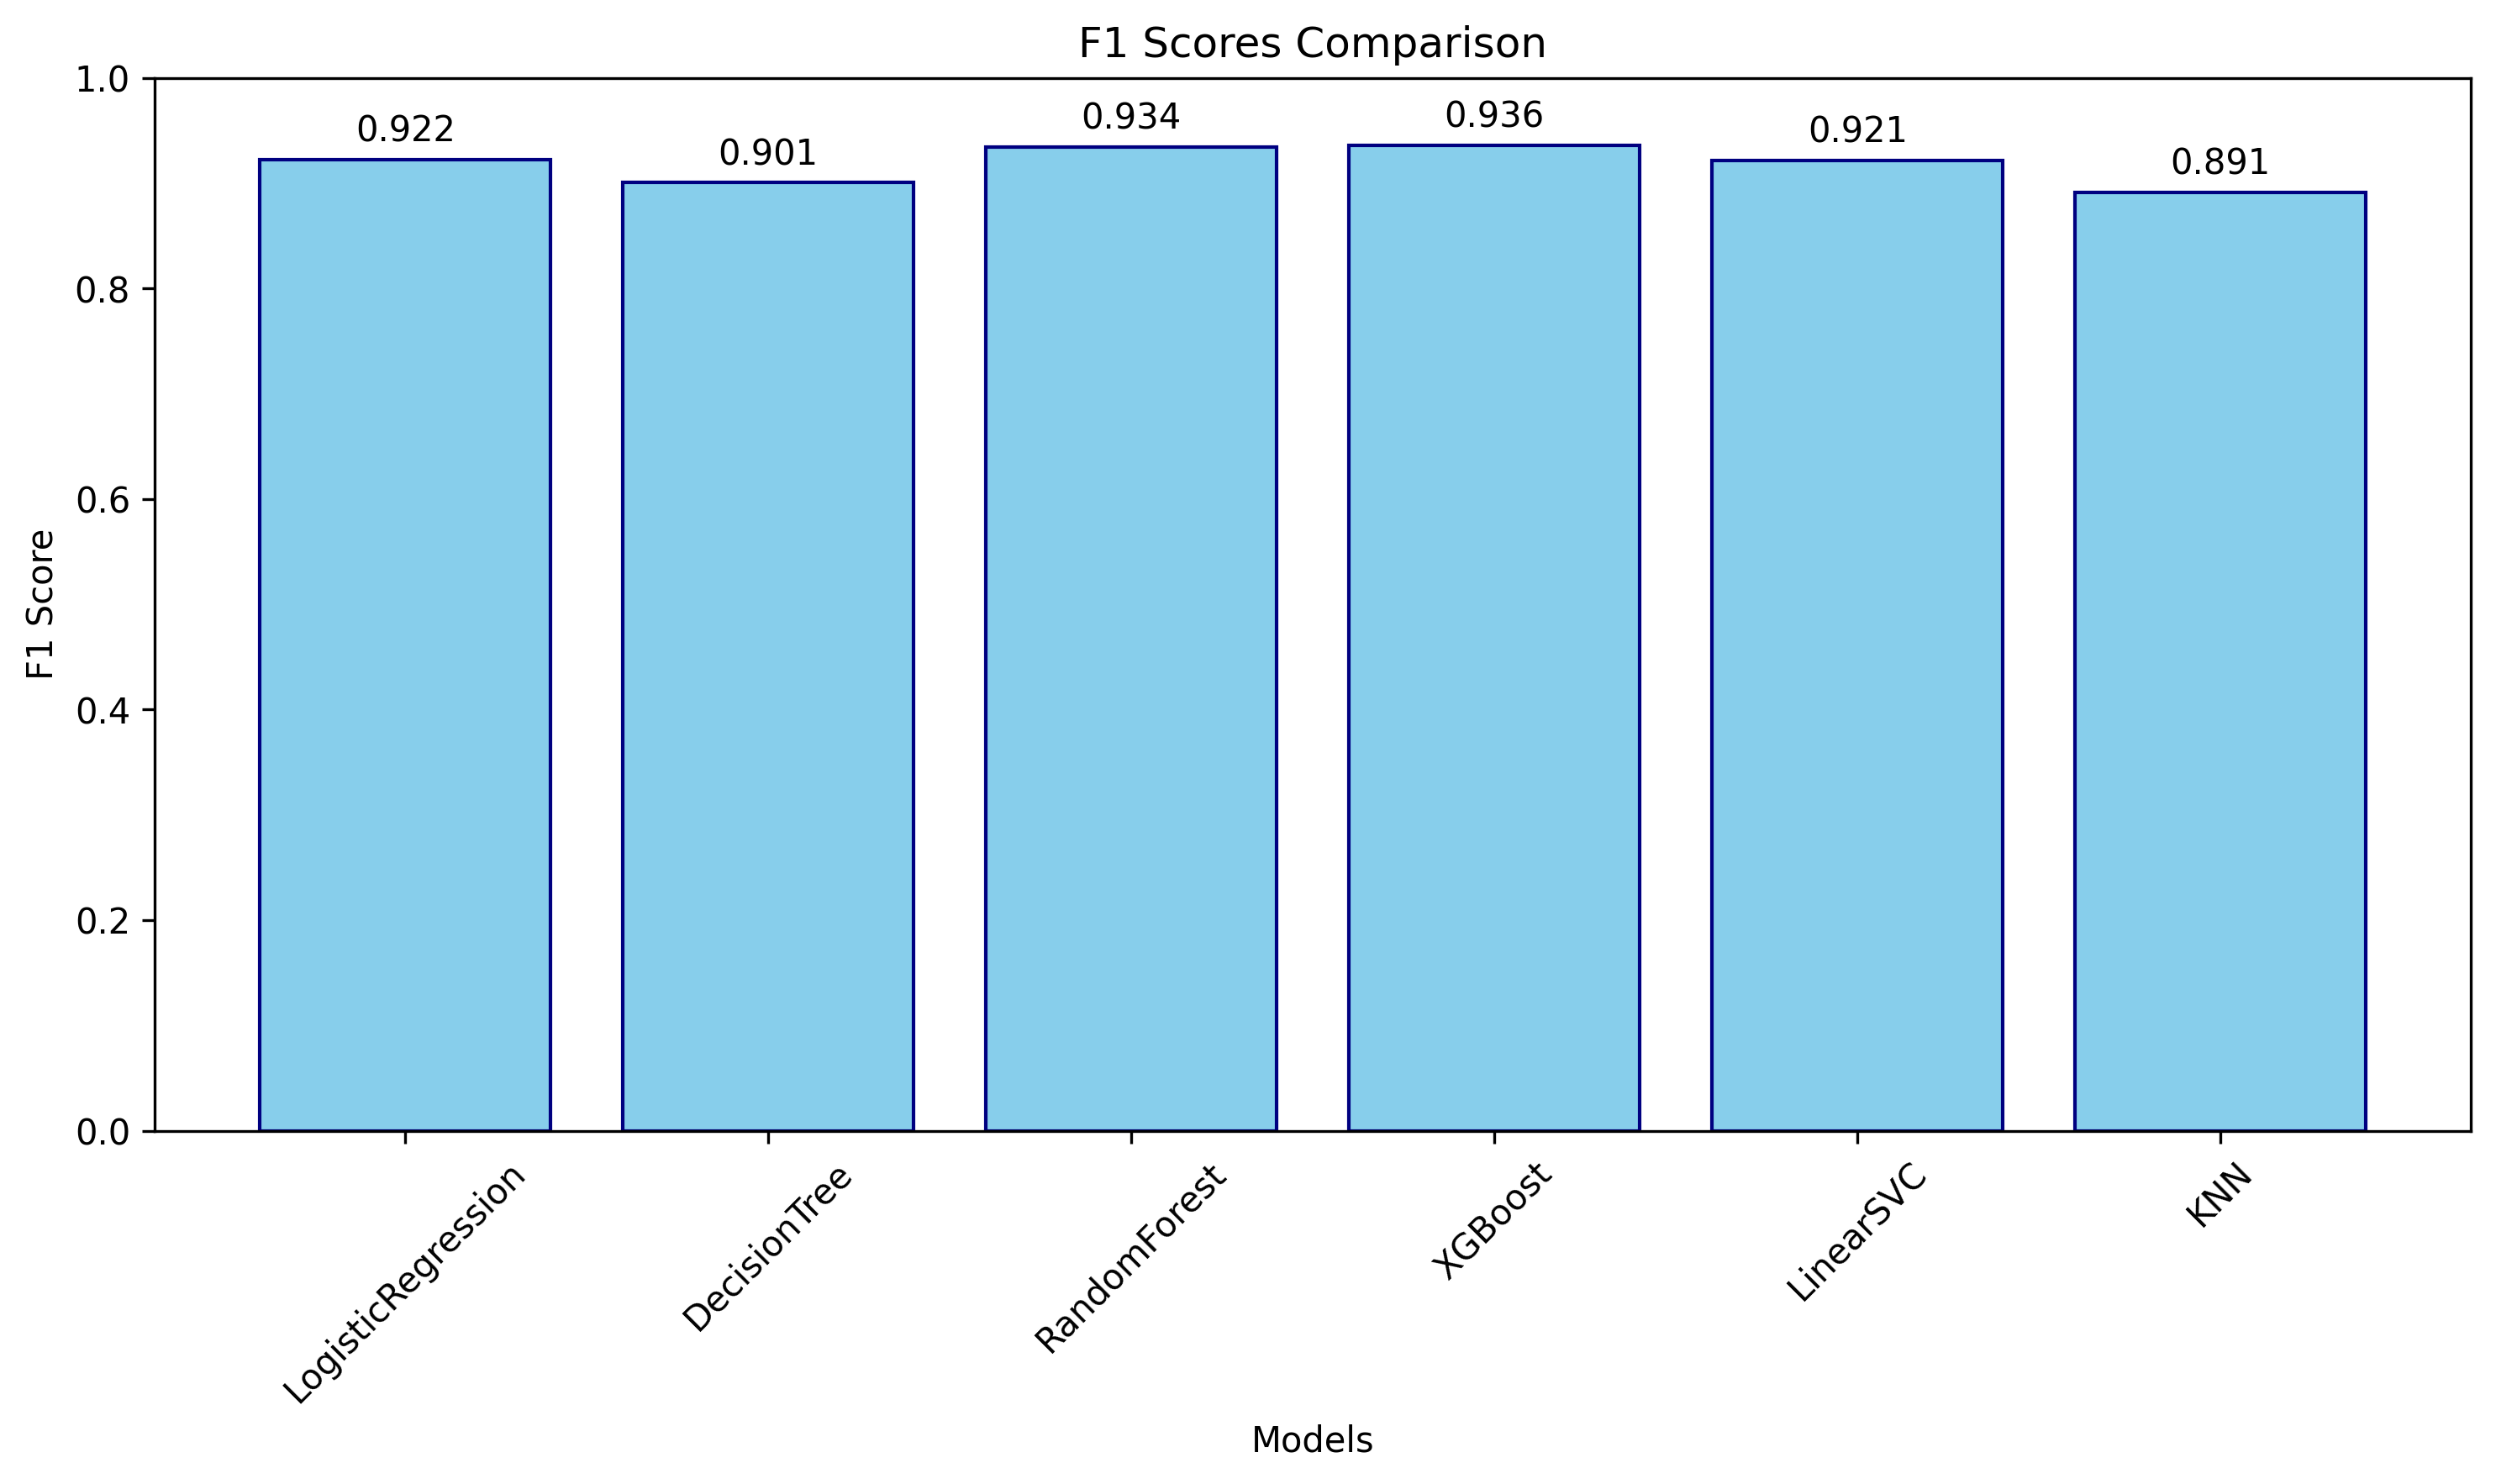 F1 Scores Comparison
1.0
0.8
0.6
0.4
0.2
0.0
F1 Score
0.922
0.901
0.934
0.936
0.921
0.891
LogisticRegression
DecisionTree
RandomForest
XGBoost
LinearSVC
KNN
Models